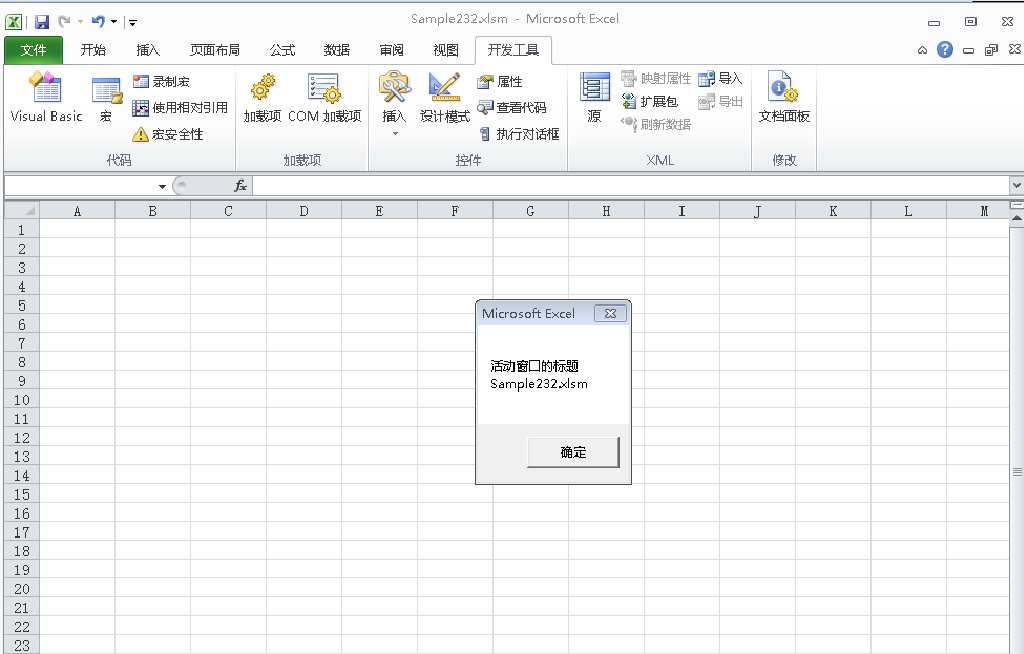 Sample232.xlsm - Microsoft Excel
文件 开始 插入 页面布局 公式 数据 审阅 视图 开发工具
Visual Basic
宏
录制宏
使用相对引用
宏安全性
代码
加载项 COM 加载项
加载项
插入 设计模式
属性
查看代码
执行对话框
控件
源
映射属性
扩展包
刷新数据
导入
导出
XML
文档面板
修改
fx
A B C D E F G H I J K L M
1
2
3
4
5
6
7
8
9
10
11
12
13
14
15
16
17
18
19
20
21
22
23
Microsoft Excel
活动窗口的标题
Sample232.xlsm
确定